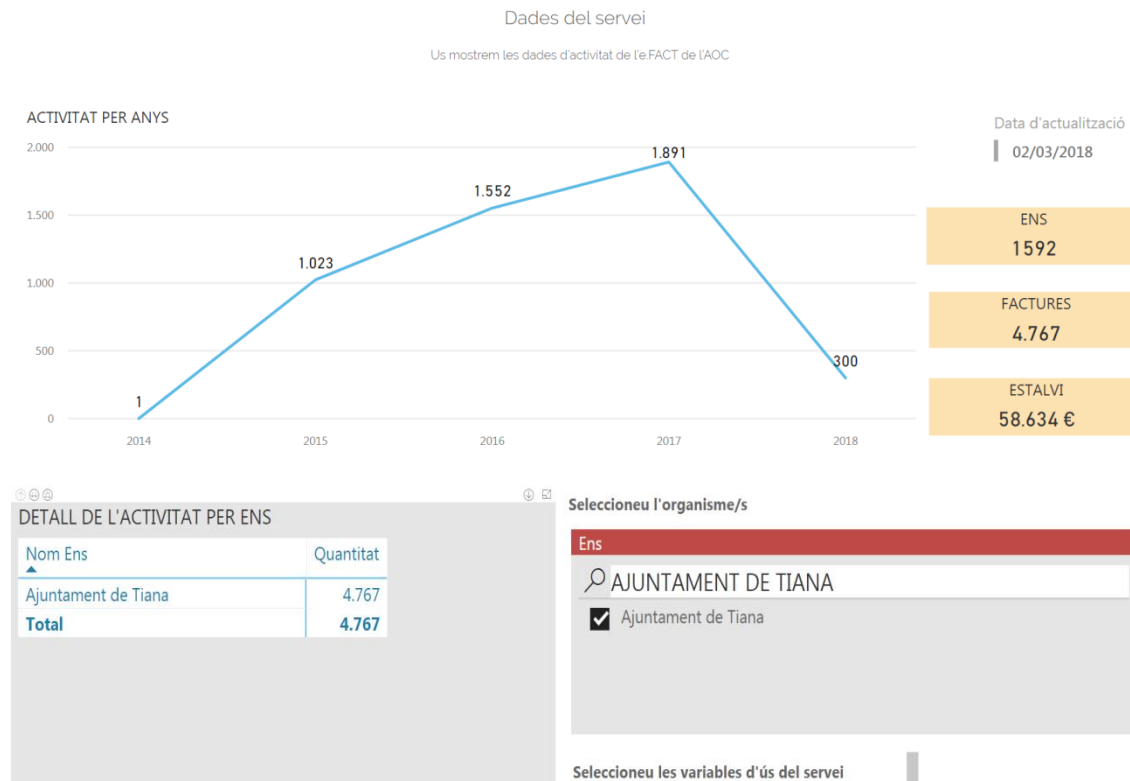 Dades del servei
Us mostrem les dades d'activitat de l'e.FACT de l'AOC
ACTIVITAT PER ANYS
Data d'actualització
02/03/2018
2.000
1.500
1.000
500
0
1
1.023
1.552
1.891
300
2014
2015
2016
2017
2018
ENS
1592
FACTURES
4.767
ESTALVI
58.634 €
DETALL DE L'ACTIVITAT PER ENS
Nom Ens Quantitat
Ajuntament de Tiana 4.767
Total 4.767
Seleccioneu l'organisme/s
Ens
AJUNTAMENT DE TIANA
Ajuntament de Tiana
Seleccioneu les variables d'ús del servei